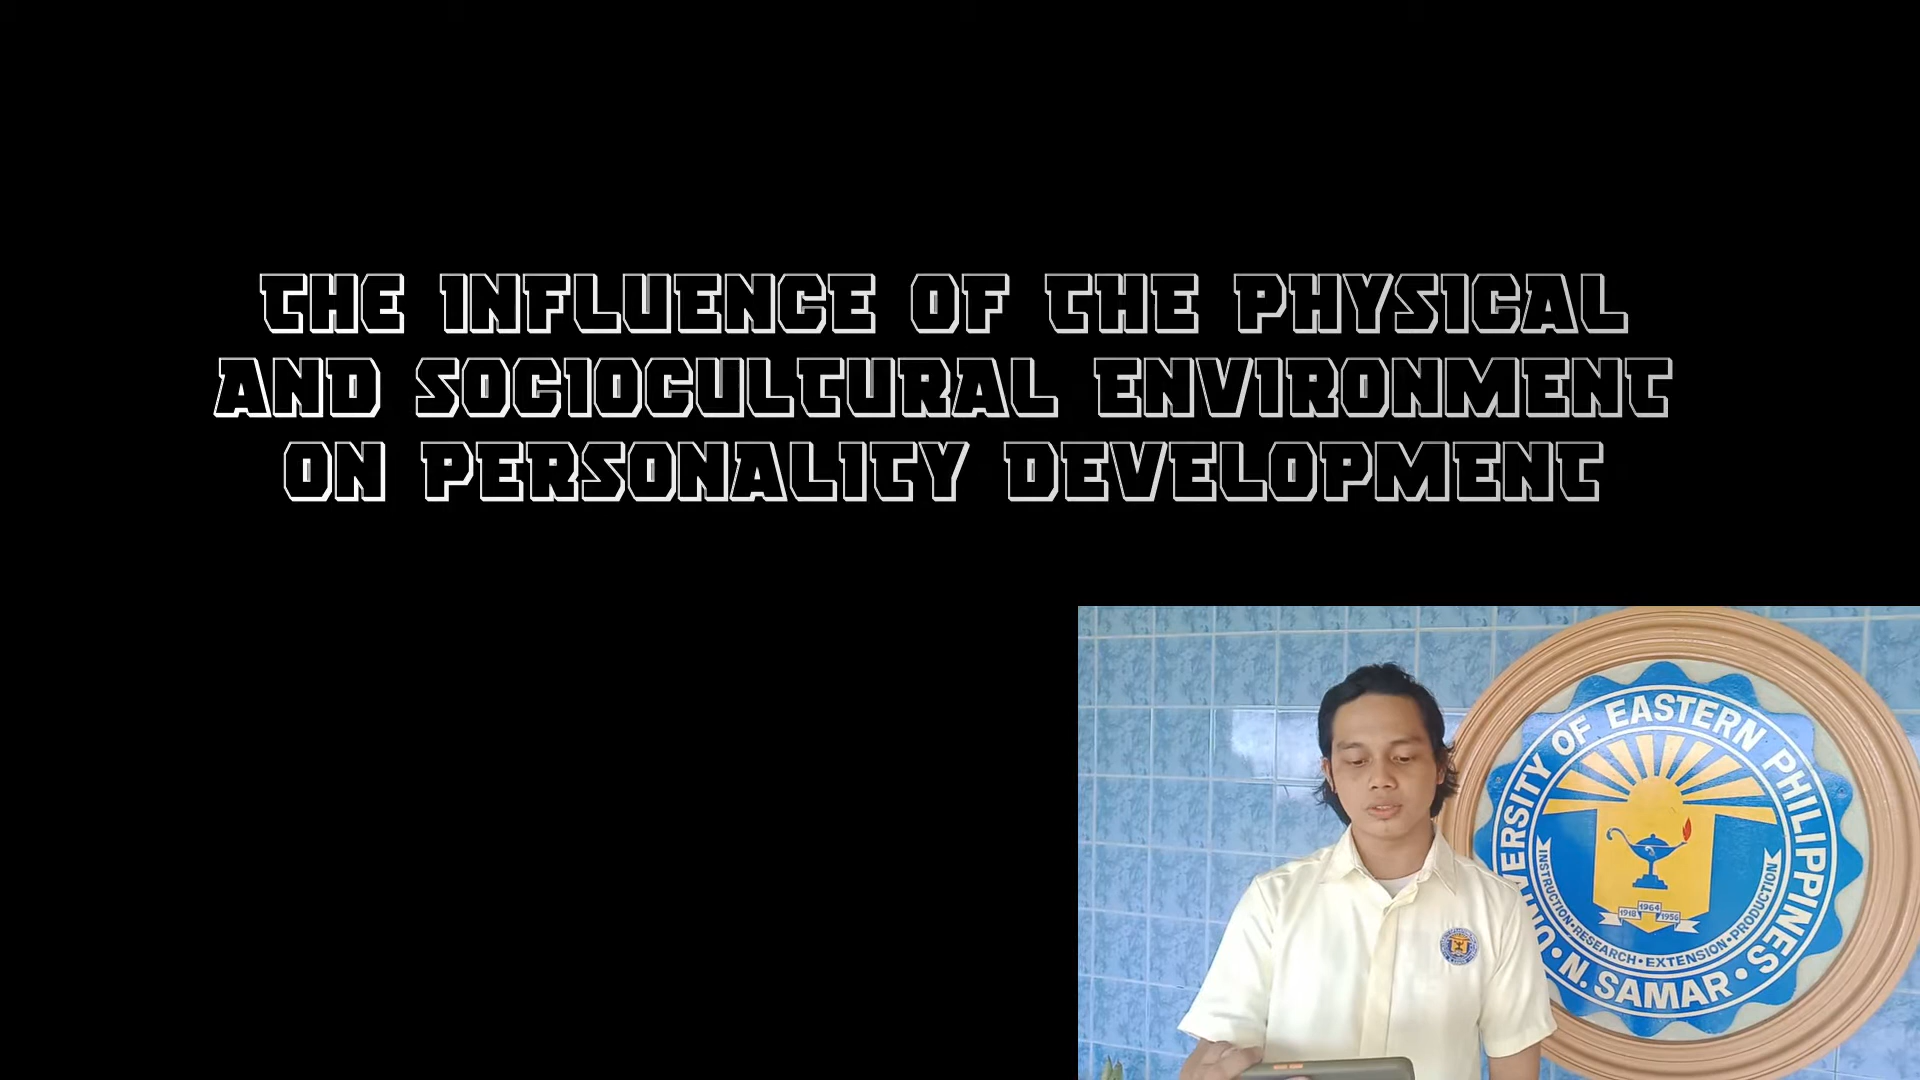 THE INFLUENCE OF THE PHYSICAL
AND SOCIOCULTURAL ENVIRONMENT
ON PERSONALITY DEVELOPMENT
UNIVERSITY OF EASTERN PHILIPPINES
• N. SAMAR •
INSTRUCTION•RESEARCH•EXTENSION•PRODUCTION
1918 1964 1956